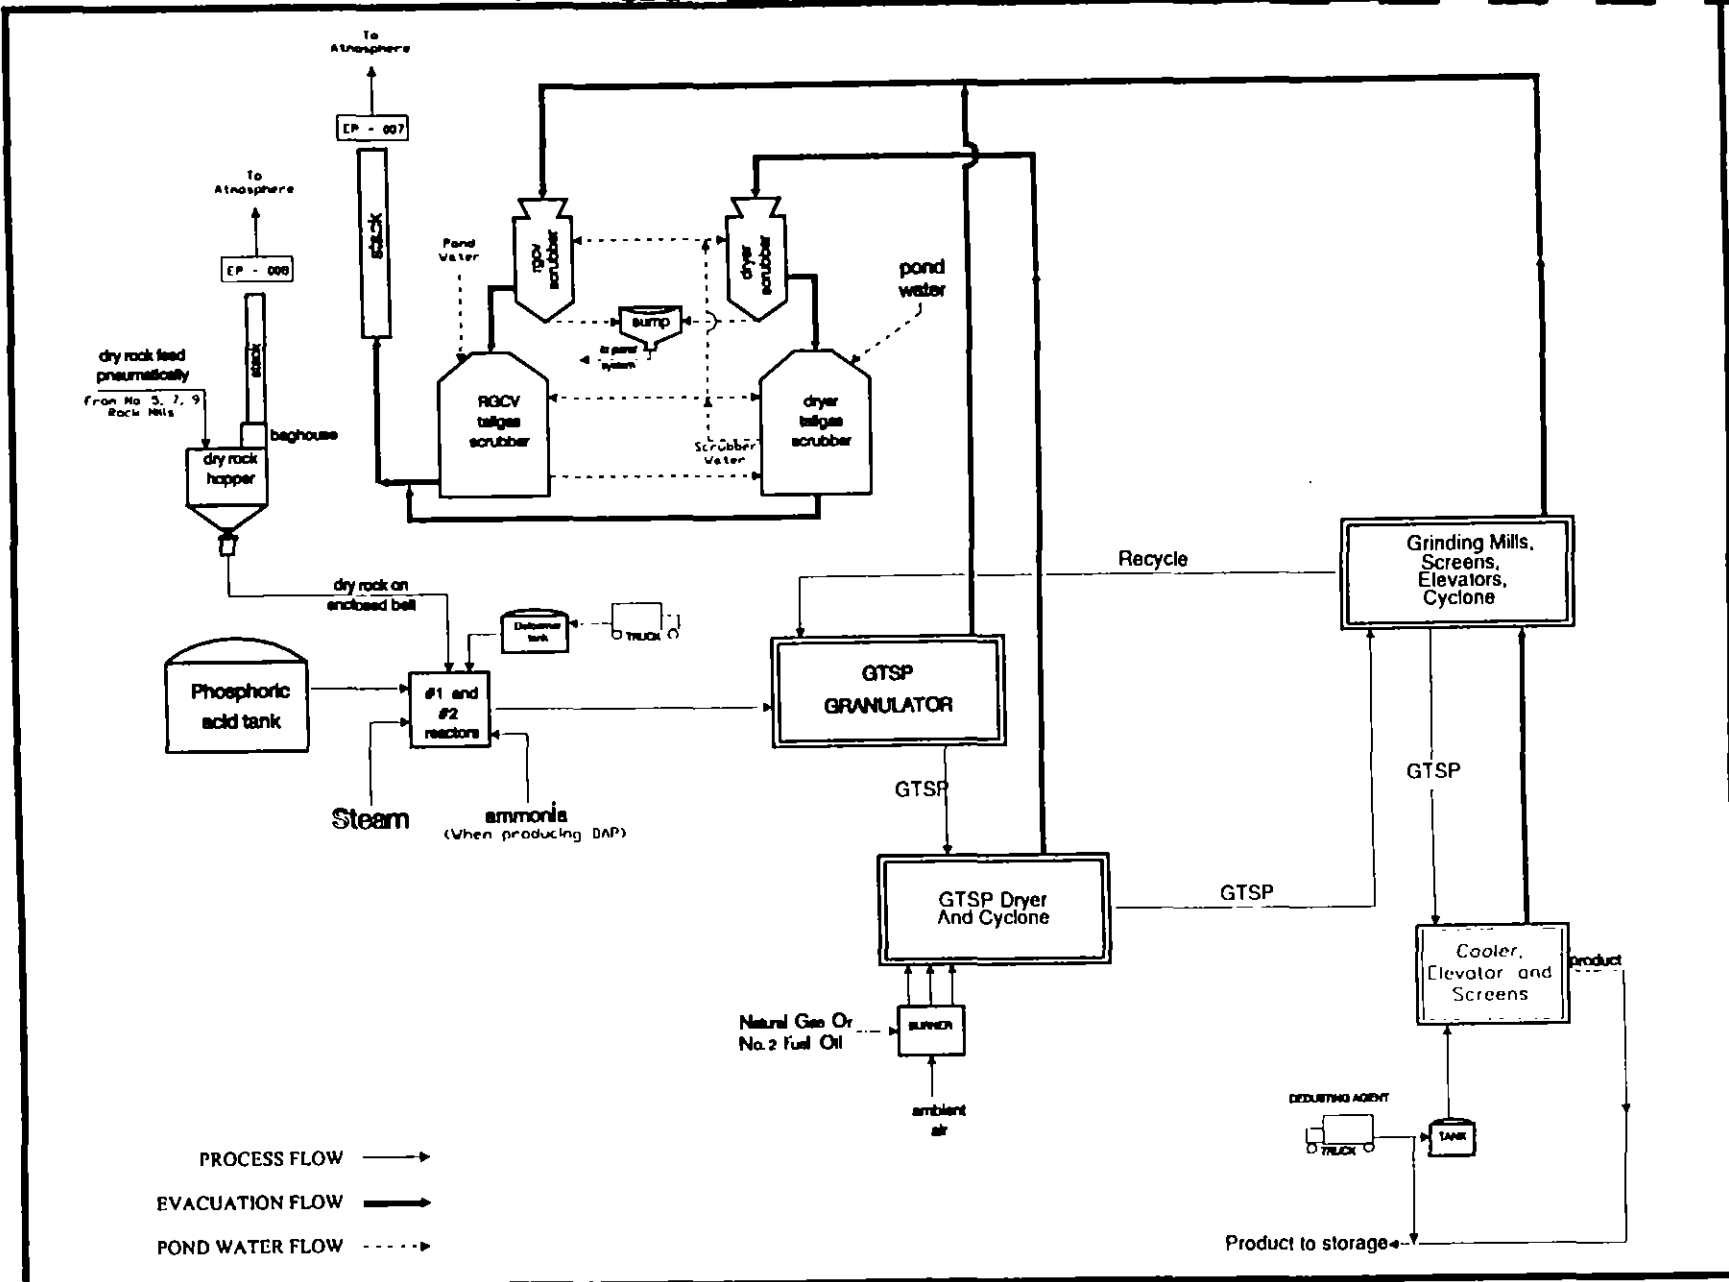 To
Atmosphere
EP - 007
stack
To
Atmosphere
EP - 008
stack
dry rock feed
pneumatically
From No 5, 7, 9
Rock Mills
baghouse
dry rock
hopper
Pond
Water
rgcv
scrubber
dryer
scrubber
sump
to pond
system
pond
water
RGCV
tailgas
scrubber
dryer
tailgas
scrubber
Scrubber
Water
dry rock on
enclosed belt
Defoamer
tank
TRUCK
Phosphoric
acid tank
#1 and
#2
reactors
Steam
ammonia
(When producing DAP)
Recycle
GTSP
GRANULATOR
GTSP
GTSP Dryer
And Cyclone
GTSP
Grinding Mills,
Screens,
Elevators,
Cyclone
GTSP
Cooler,
Elevator and
Screens
product
Natural Gas Or
No.2 Fuel Oil
BURNER
ambient
air
DEDUSTING AGENT
TRUCK
TANK
Product to storage
PROCESS FLOW
EVACUATION FLOW
POND WATER FLOW